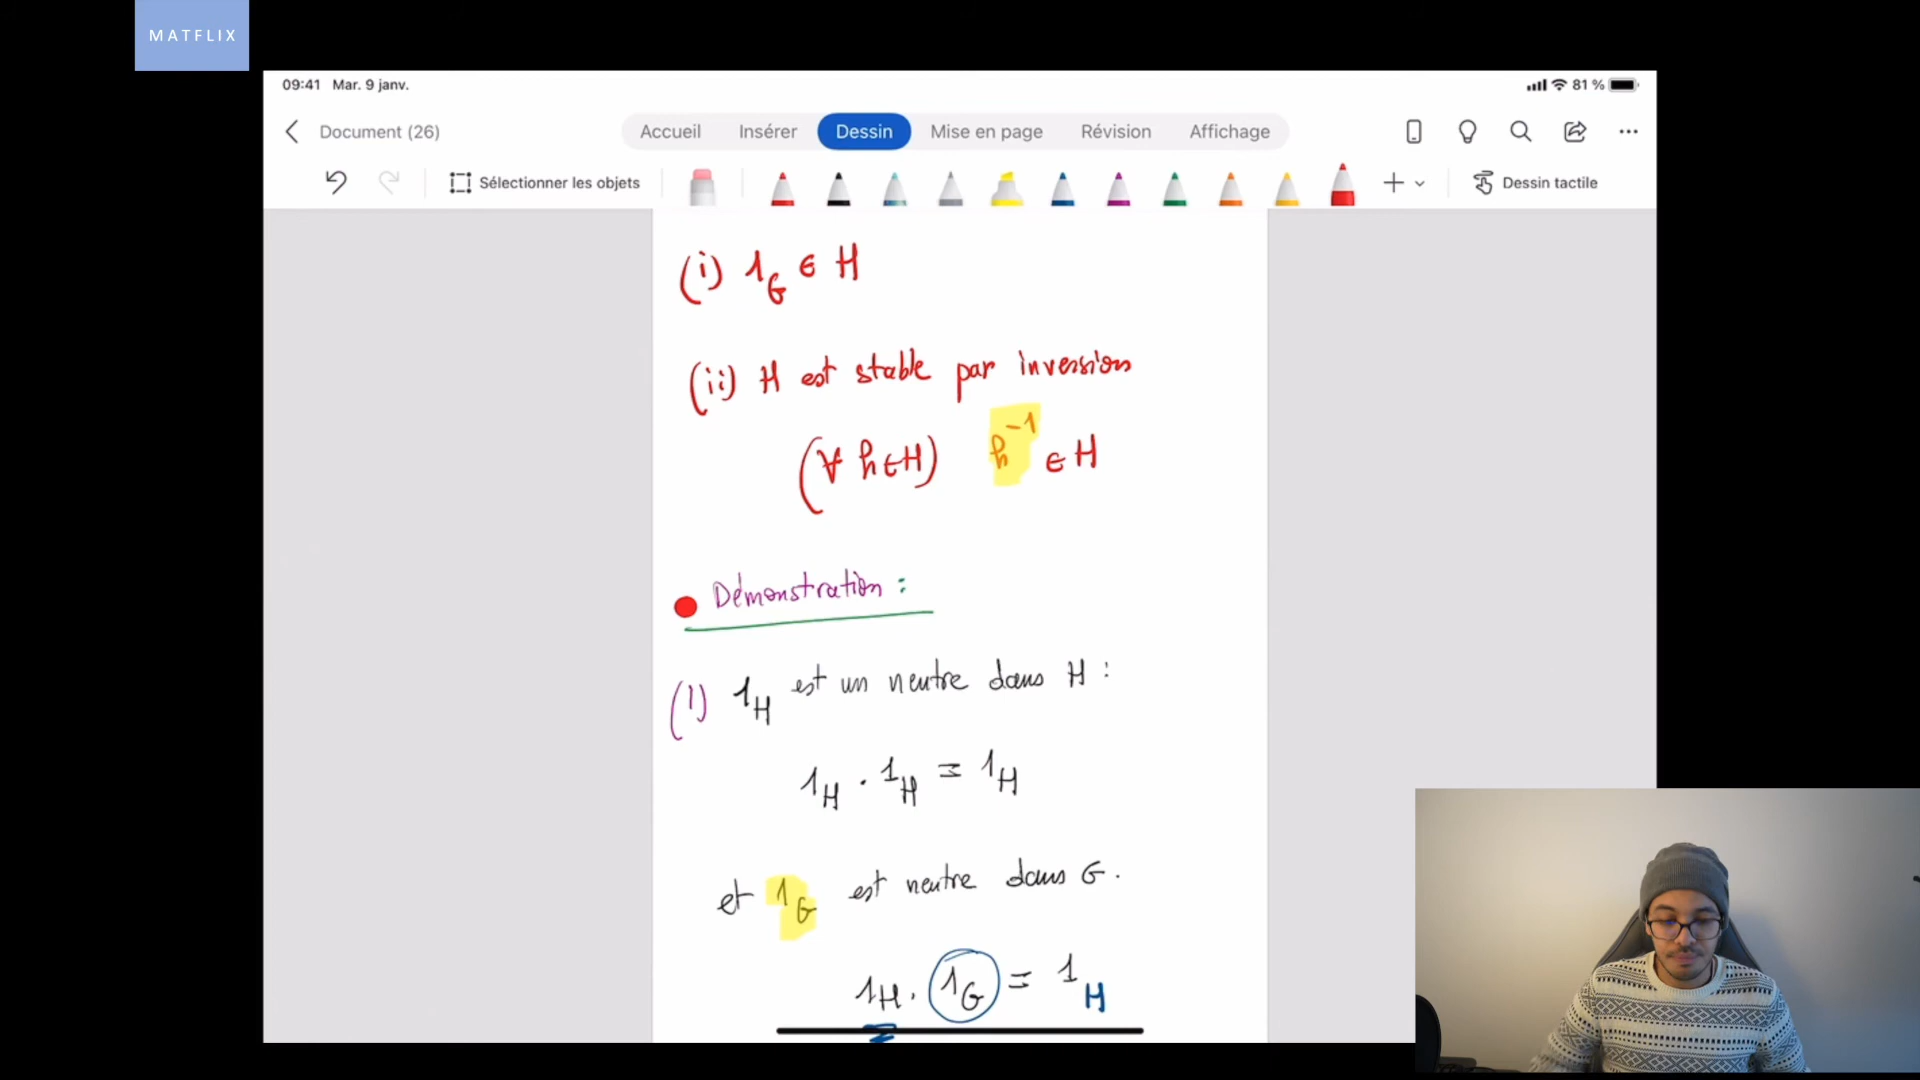 MATFLIX
09:41 Mar. 9 janv. 81 %
Document (26) Accueil Insérer Dessin Mise en page Révision Affichage
Sélectionner les objets Dessin tactile
(i) 1_G ∈ H
(ii) H est stable par inversion
(∀ h∈H) h⁻¹ ∈ H
Démonstration :
(1) 1_H est un neutre dans H :
1_H . 1_H = 1_H
et 1_G est neutre dans G.
1_H . 1_G = 1_H